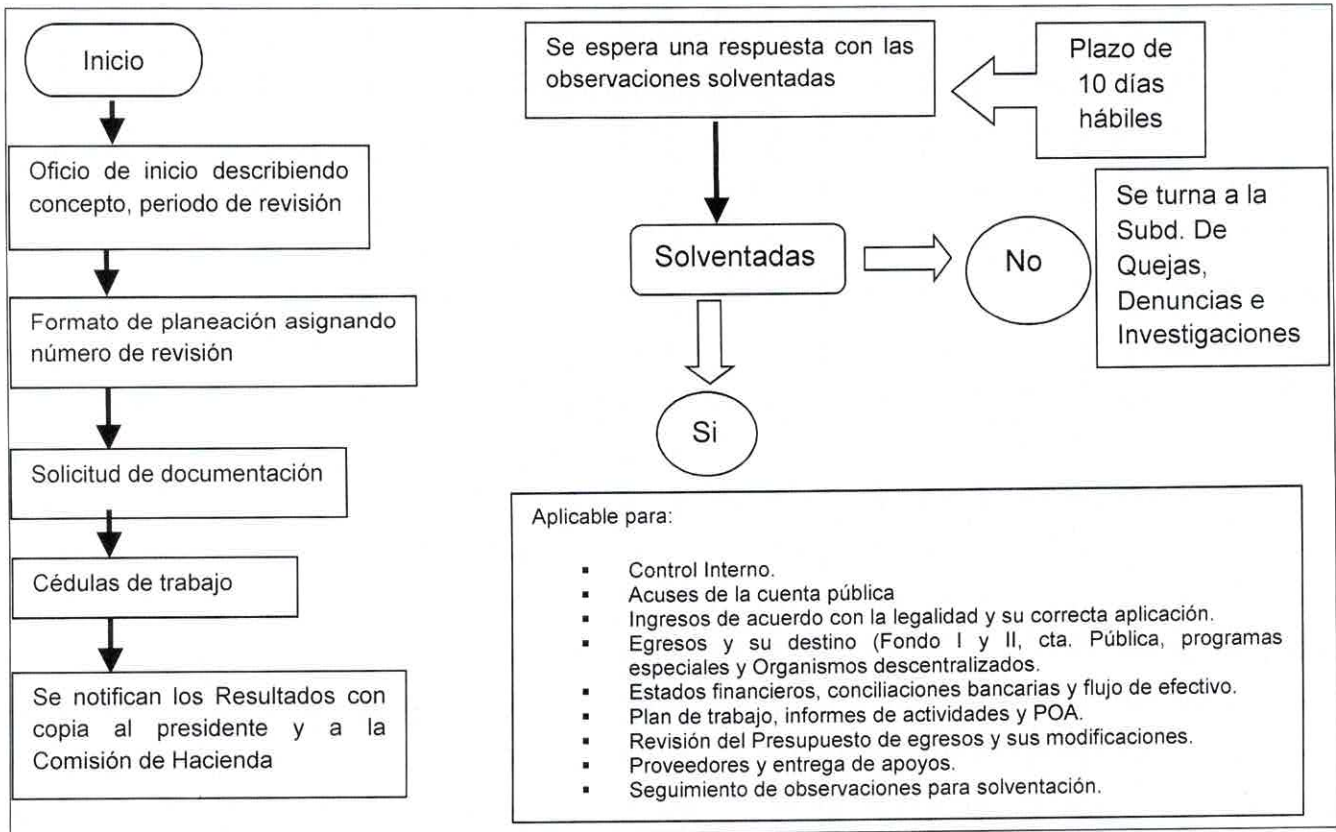 Inicio
Oficio de inicio describiendo
concepto, periodo de revisión
Formato de planeación asignando
número de revisión
Solicitud de documentación
Cédulas de trabajo
Se notifican los Resultados con
copia al presidente y a la
Comisión de Hacienda
Se espera una respuesta con las
observaciones solventadas
Plazo de
10 días
hábiles
Solventadas
No
Se turna a la
Subd. De
Quejas,
Denuncias e
Investigaciones
Si
Aplicable para:
▪ Control Interno.
▪ Acuses de la cuenta pública
▪ Ingresos de acuerdo con la legalidad y su correcta aplicación.
▪ Egresos y su destino (Fondo I y II, cta. Pública, programas
especiales y Organismos descentralizados.
▪ Estados financieros, conciliaciones bancarias y flujo de efectivo.
▪ Plan de trabajo, informes de actividades y POA.
▪ Revisión del Presupuesto de egresos y sus modificaciones.
▪ Proveedores y entrega de apoyos.
▪ Seguimiento de observaciones para solventación.